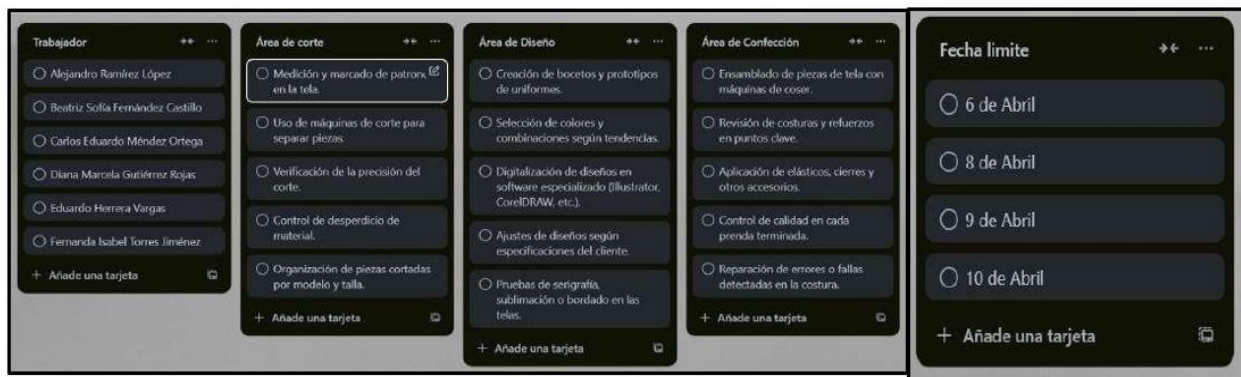 Trabajador
Alejandro Ramírez López
Beatriz Sofía Fernández Castillo
Carlos Eduardo Méndez Ortega
Diana Marcela Gutiérrez Rojas
Eduardo Herrera Vargas
Fernanda Isabel Torres Jiménez
+ Añade una tarjeta
Área de corte
Medición y marcado de patron
en la tela.
Uso de máquinas de corte para
separar piezas.
Verificación de la precisión del
corte.
Control de desperdicio de
material.
Organización de piezas cortadas
por modelo y talla.
+ Añade una tarjeta
Área de Diseño
Creación de bocetos y prototipos
de uniformes.
Selección de colores y
combinaciones según tendencias.
Digitalización de diseños en
software especializado (Illustrator,
CorelDRAW, etc.).
Ajustes de diseños según
especificaciones del cliente.
Pruebas de serigrafía,
sublimación o bordado en las
telas.
+ Añade una tarjeta
Área de Confección
Ensamblado de piezas de tela con
máquinas de coser.
Revisión de costuras y refuerzos
en puntos clave.
Aplicación de elásticos, cierres y
otros accesorios.
Control de calidad en cada
prenda terminada.
Reparación de errores o fallas
detectadas en la costura.
+ Añade una tarjeta
Fecha limite
6 de Abril
8 de Abril
9 de Abril
10 de Abril
+ Añade una tarjeta